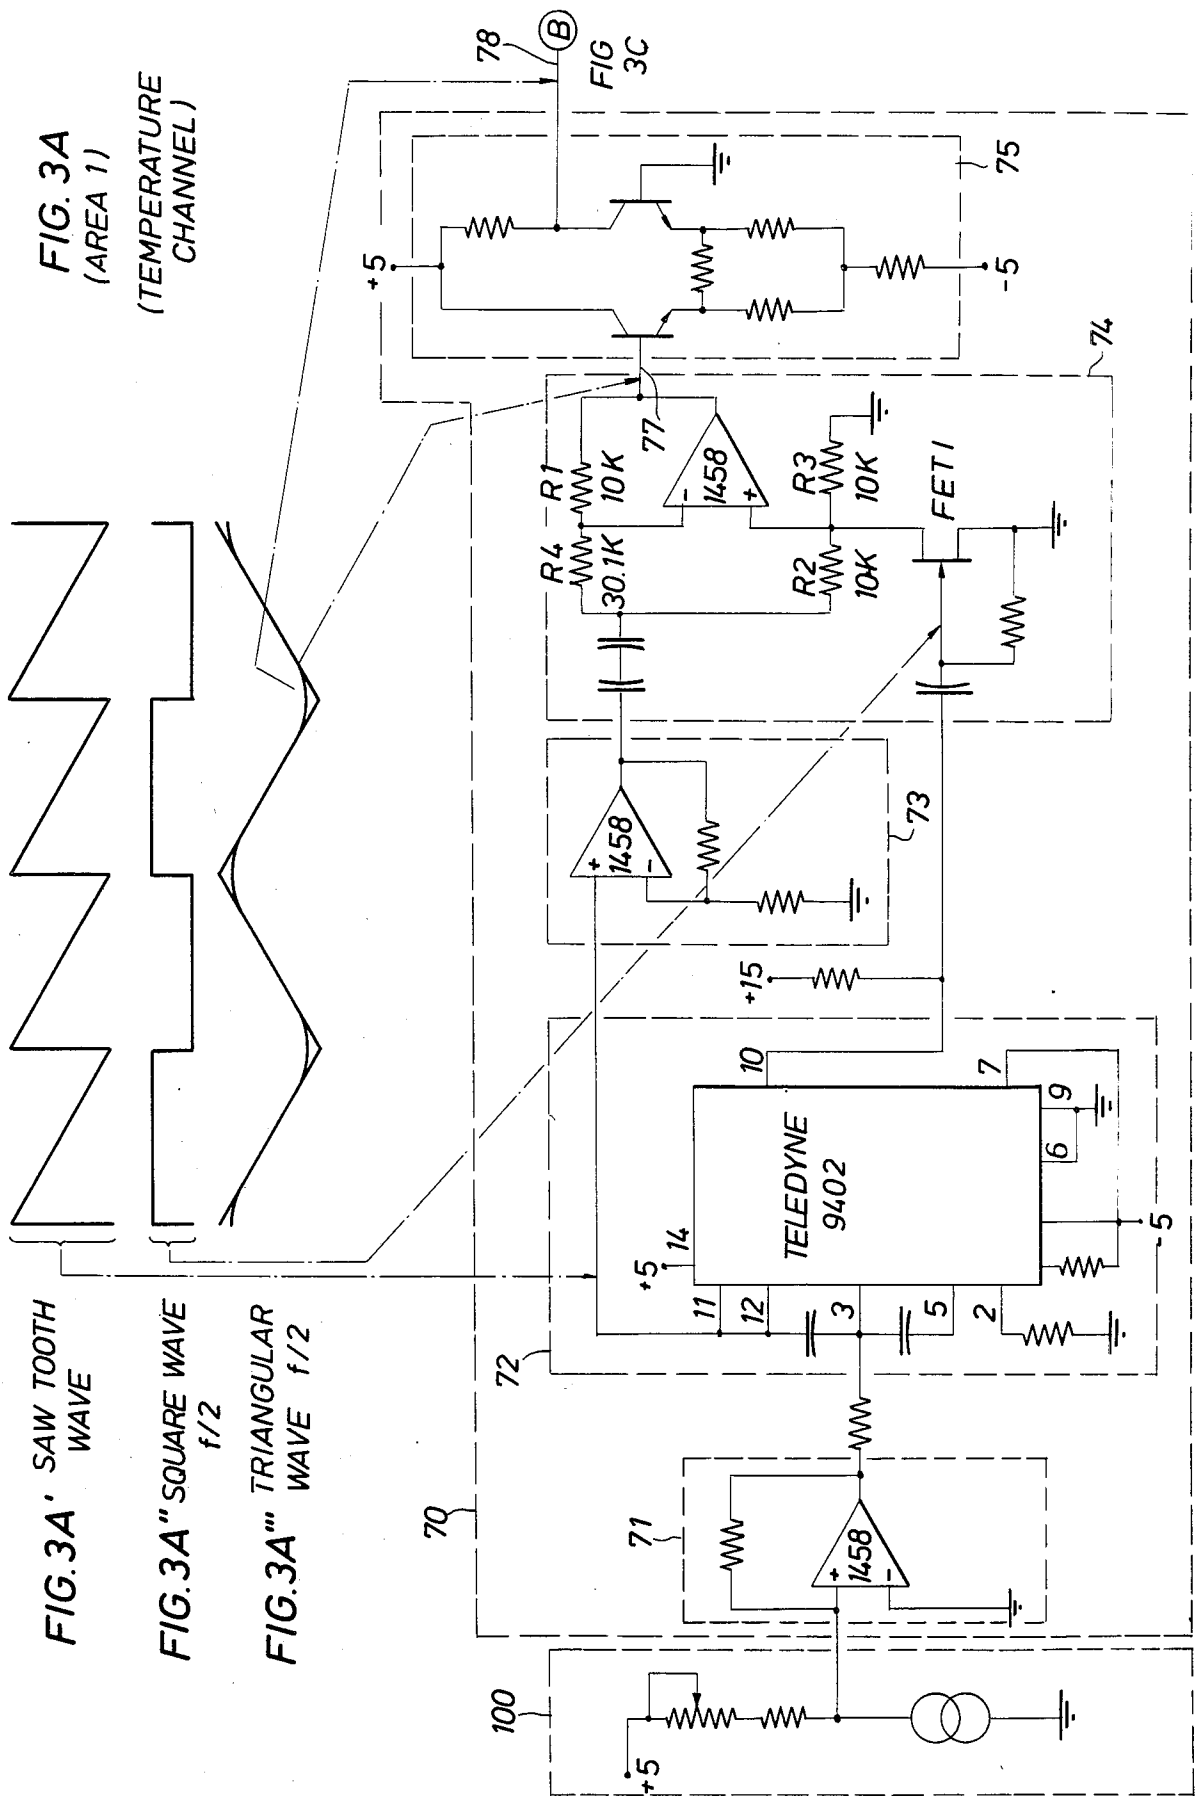 FIG. 3A
(AREA 1)
(TEMPERATURE
CHANNEL)
FIG. 3A' SAW TOOTH
WAVE
FIG. 3A" SQUARE WAVE
f/2
FIG. 3A"' TRIANGULAR
WAVE f/2
100
+5
70
71
+
1458
-
72
+5
14
11
12
3
5
2
10
7
9
6
TELEDYNE
9402
-5
+15
73
+
1458
-
74
R4
30.1K
R1
10K
-
1458
+
R2
10K
R3
10K
FET 1
77
75
+5
-5
78
B
FIG
3C